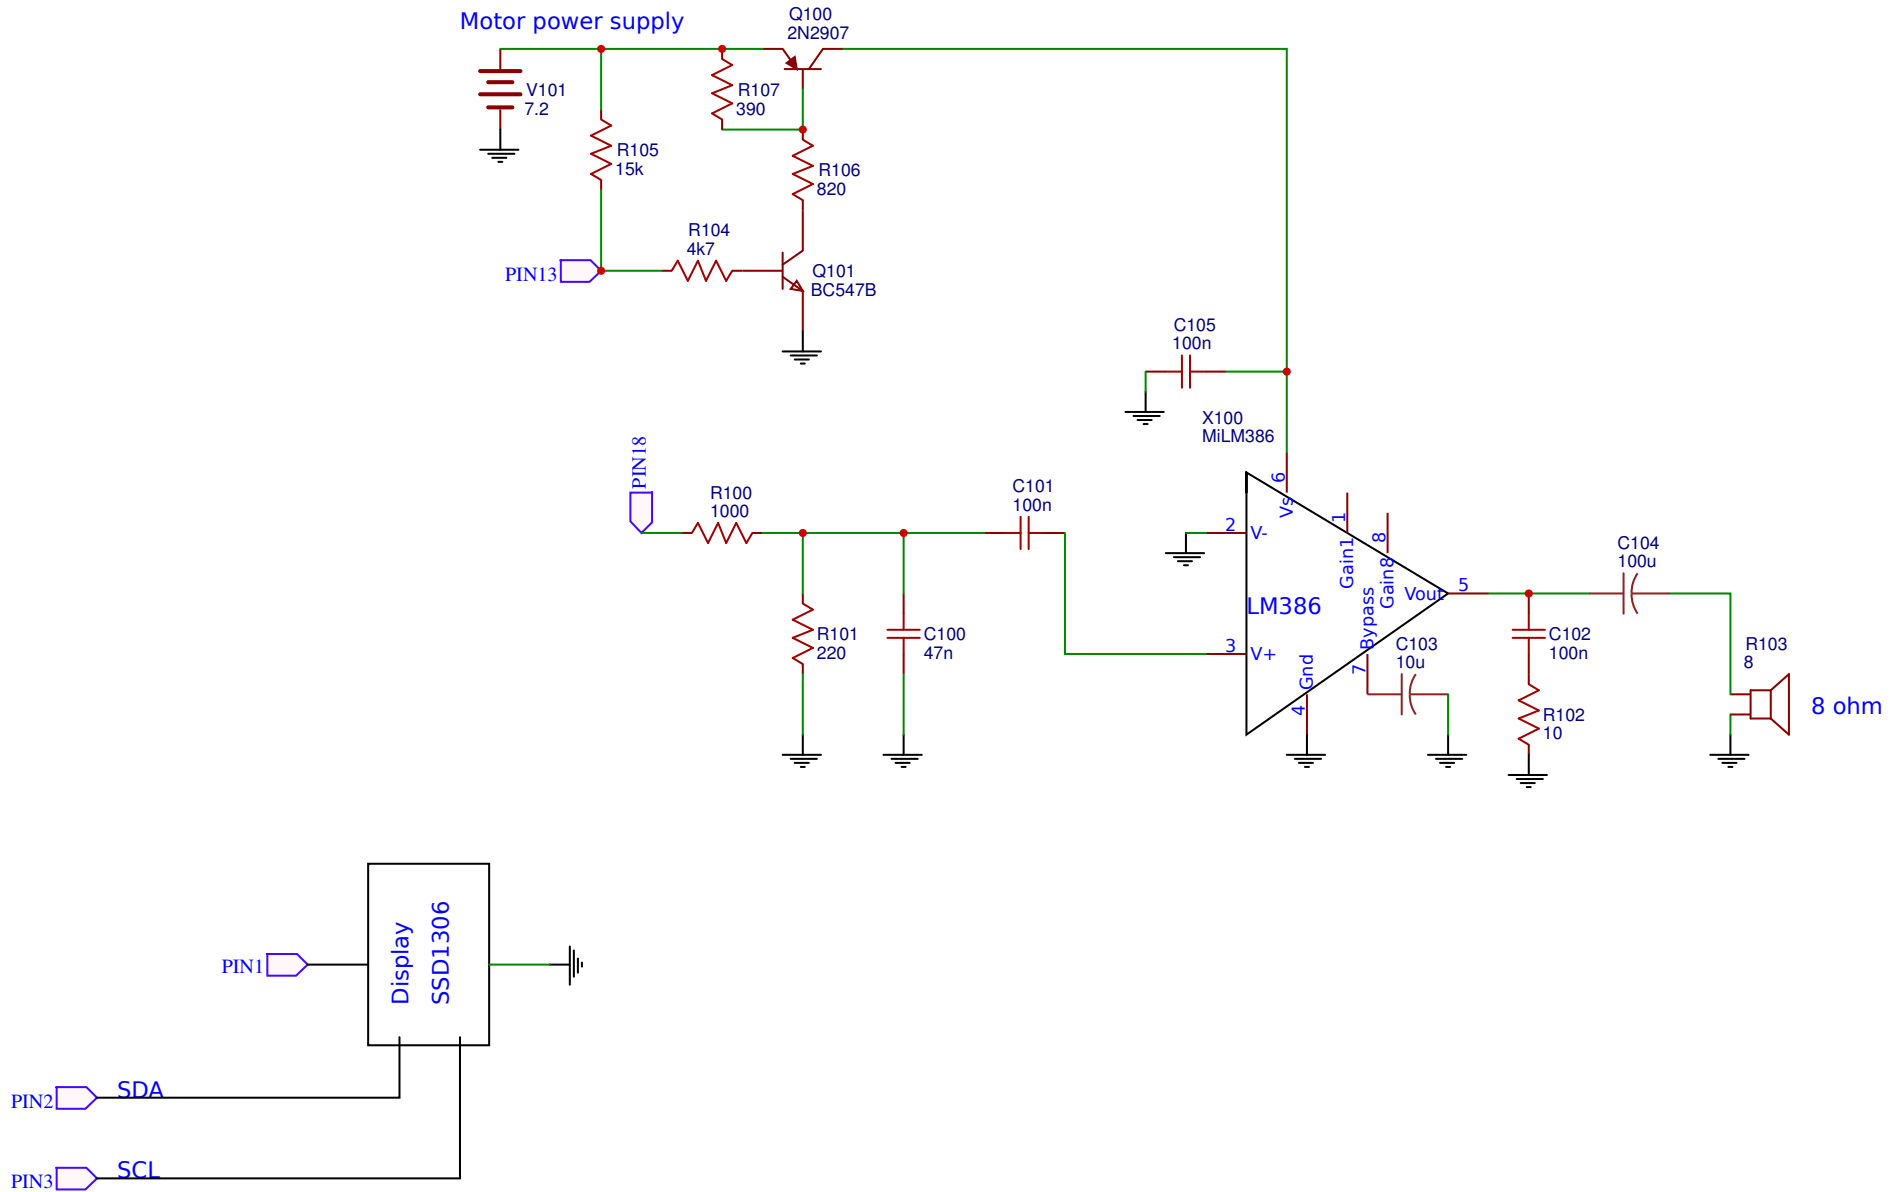 Motor power supply
Q100
2N2907
V101
7.2
R107
390
R105
15k
R106
820
R104
4k7
PIN13
Q101
BC547B
C105
100n
X100
MiLM386
PIN18
R100
1000
C101
100n
6
Vs
1
Gain1
8
Gain8
2
V-
LM386
Vout
5
C104
100u
Bypass
7
3
V+
Gnd
4
C103
10u
R101
220
C100
47n
C102
100n
R102
10
R103
8
8 ohm
Display
SSD1306
PIN1
PIN2
SDA
PIN3
SCL